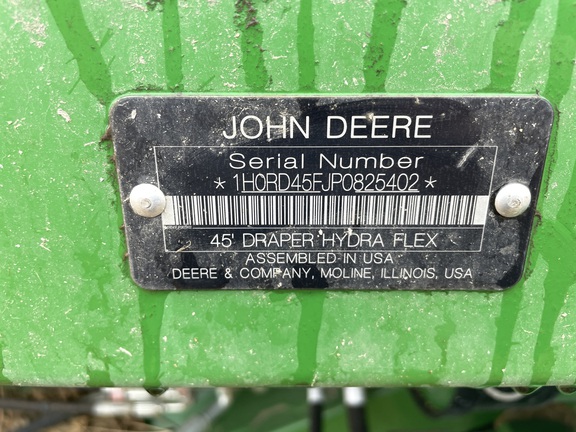 JOHN DEERE
Serial Number
*1H0RD45FJP0825402*
45' DRAPER HYDRA FLEX
ASSEMBLED IN USA
DEERE & COMPANY, MOLINE, ILLINOIS, USA